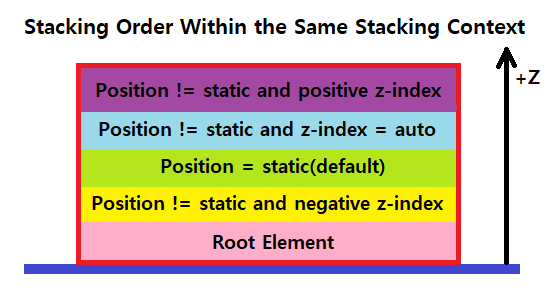 Stacking Order Within the Same Stacking Context
+Z
Position != static and positive z-index
Position != static and z-index = auto
Position = static(default)
Position != static and negative z-index
Root Element